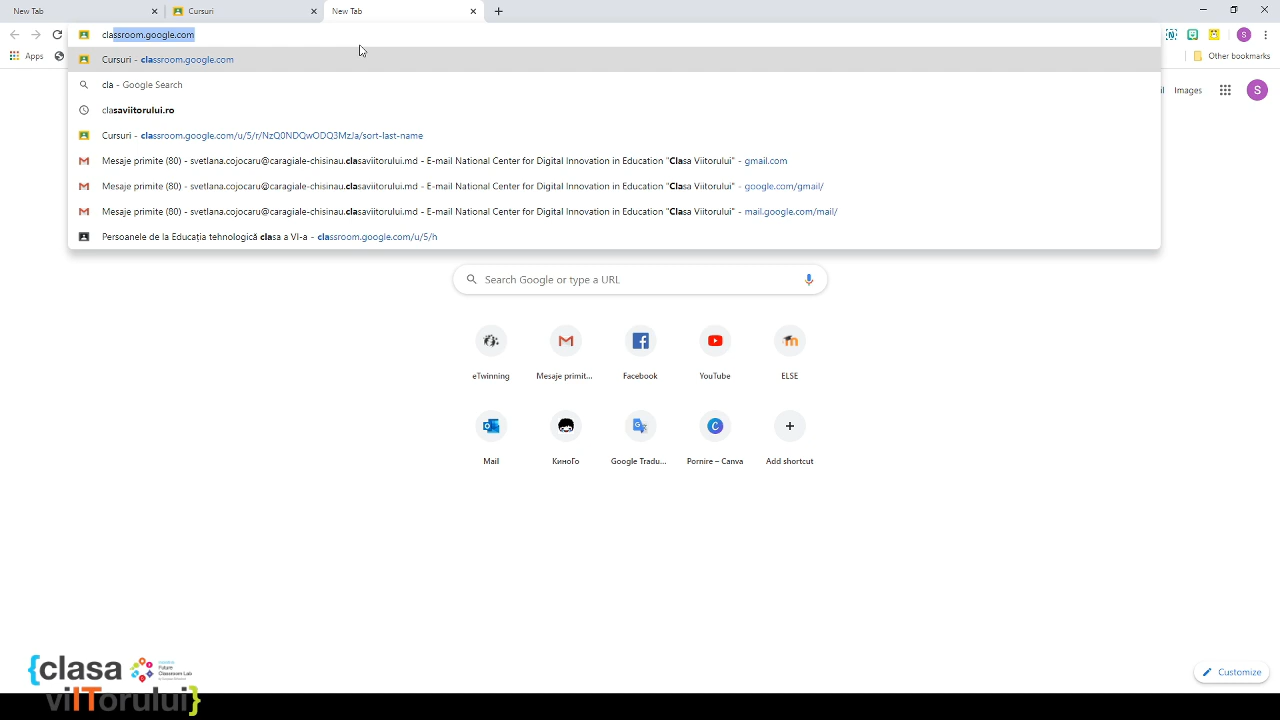 New Tab
Cursuri
New Tab
classroom.google.com
S
Apps
Other bookmarks
Cursuri - classroom.google.com
cla - Google Search
clasaviitorului.ro
Cursuri - classroom.google.com/u/5/r/NzQ0NDQwODQ3MzJa/sort-last-name
Mesaje primite (80) - svetlana.cojocaru@caragiale-chisinau.clasaviitorului.md - E-mail National Center for Digital Innovation in Education "Clasa Viitorului" - gmail.com
Mesaje primite (80) - svetlana.cojocaru@caragiale-chisinau.clasaviitorului.md - E-mail National Center for Digital Innovation in Education "Clasa Viitorului" - google.com/gmail/
Mesaje primite (80) - svetlana.cojocaru@caragiale-chisinau.clasaviitorului.md - E-mail National Center for Digital Innovation in Education "Clasa Viitorului" - mail.google.com/mail/
Persoanele de la Educația tehnologică clasa a VI-a - classroom.google.com/u/5/h
Images
S
Search Google or type a URL
eTwinning
Mesaje primit...
Facebook
YouTube
ELSE
Mail
КиноГо
Google Tradu...
Pornire – Canva
Add shortcut
Customize
{clasa
viITorului}
Future
Classroom Lab